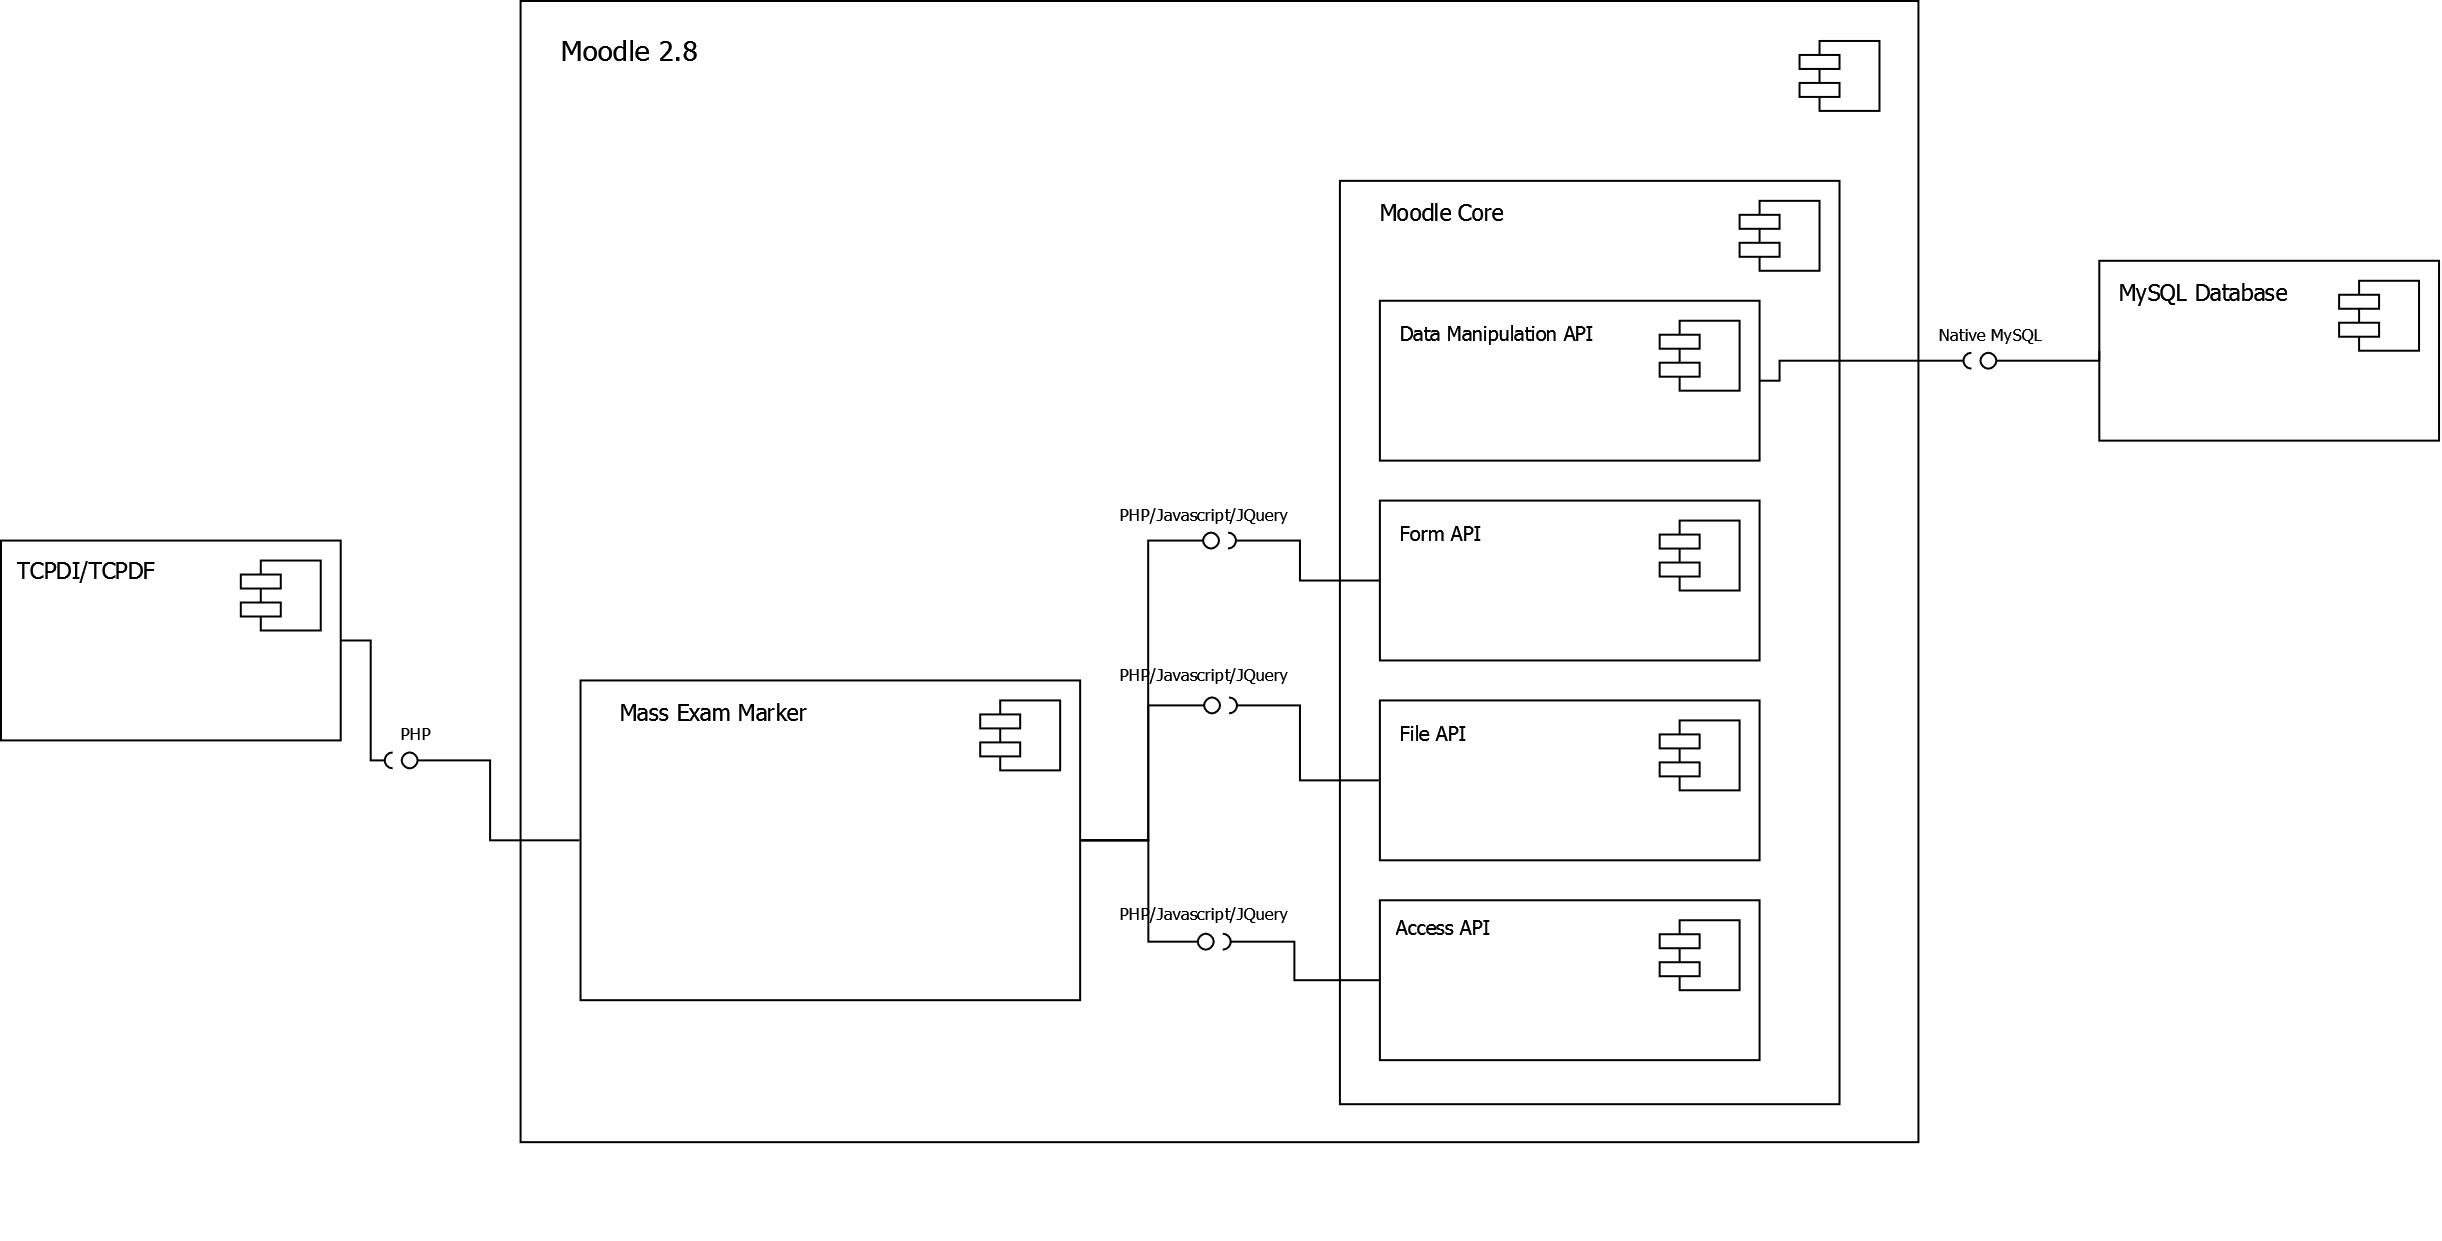 Moodle 2.8
Moodle Core
MySQL Database
Data Manipulation API
Native MySQL
PHP/Javascript/JQuery
Form API
TCPDI/TCPDF
PHP/Javascript/JQuery
Mass Exam Marker
File API
PHP
PHP/Javascript/JQuery
Access API